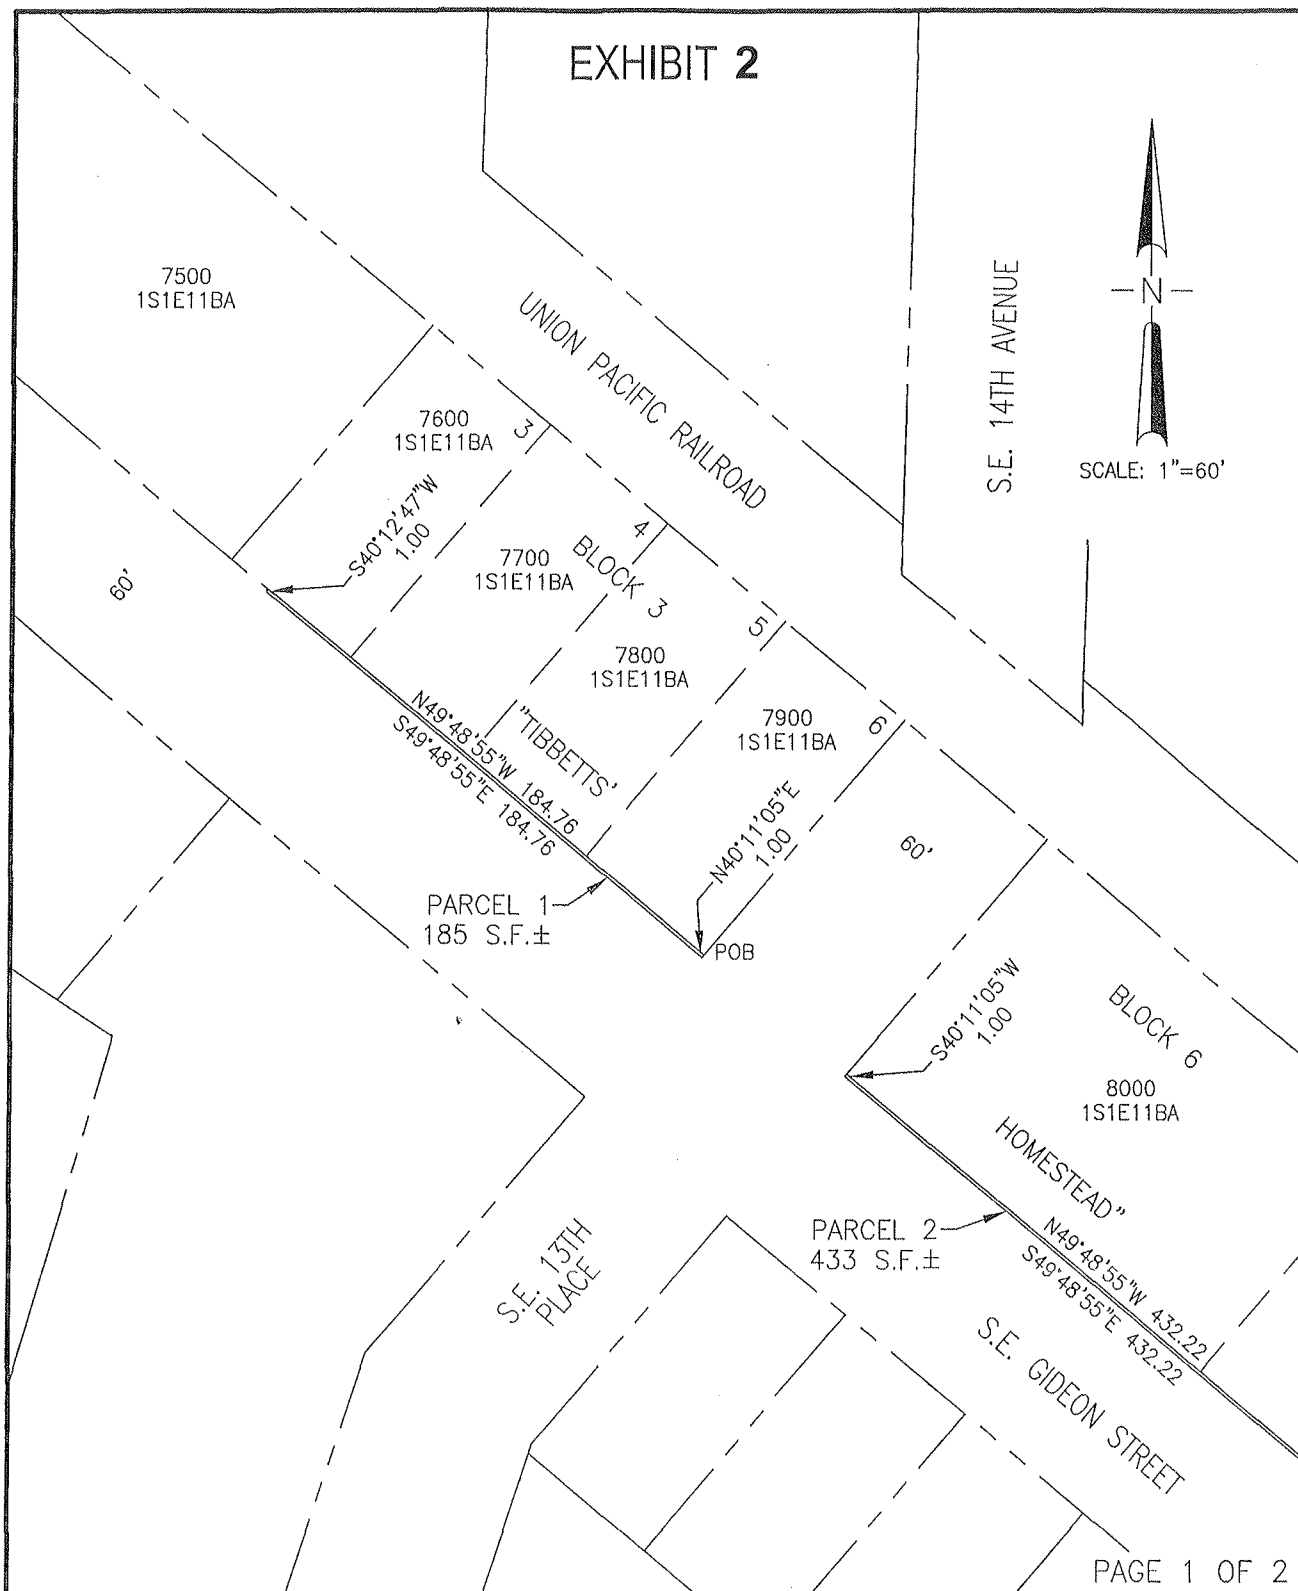 EXHIBIT 2
7500
1S1E11BA
UNION PACIFIC RAILROAD
S.E. 14TH AVENUE
N
SCALE: 1"=60'
7600
1S1E11BA
3
S40°12'47"W
1.00
4
BLOCK 3
7700
1S1E11BA
60'
5
7800
1S1E11BA
"TIBBETTS'
7900
1S1E11BA
6
N49°48'55"W 184.76
S49°48'55"E 184.76
N40°11'05"E
1.00
60'
PARCEL 1
185 S.F.±
POB
S40°11'05"W
1.00
BLOCK 6
8000
1S1E11BA
HOMESTEAD"
PARCEL 2
433 S.F.±
N49°48'55"W 432.22
S49°48'55"E 432.22
S.E. 13TH
PLACE
S.E. GIDEON STREET
PAGE 1 OF 2